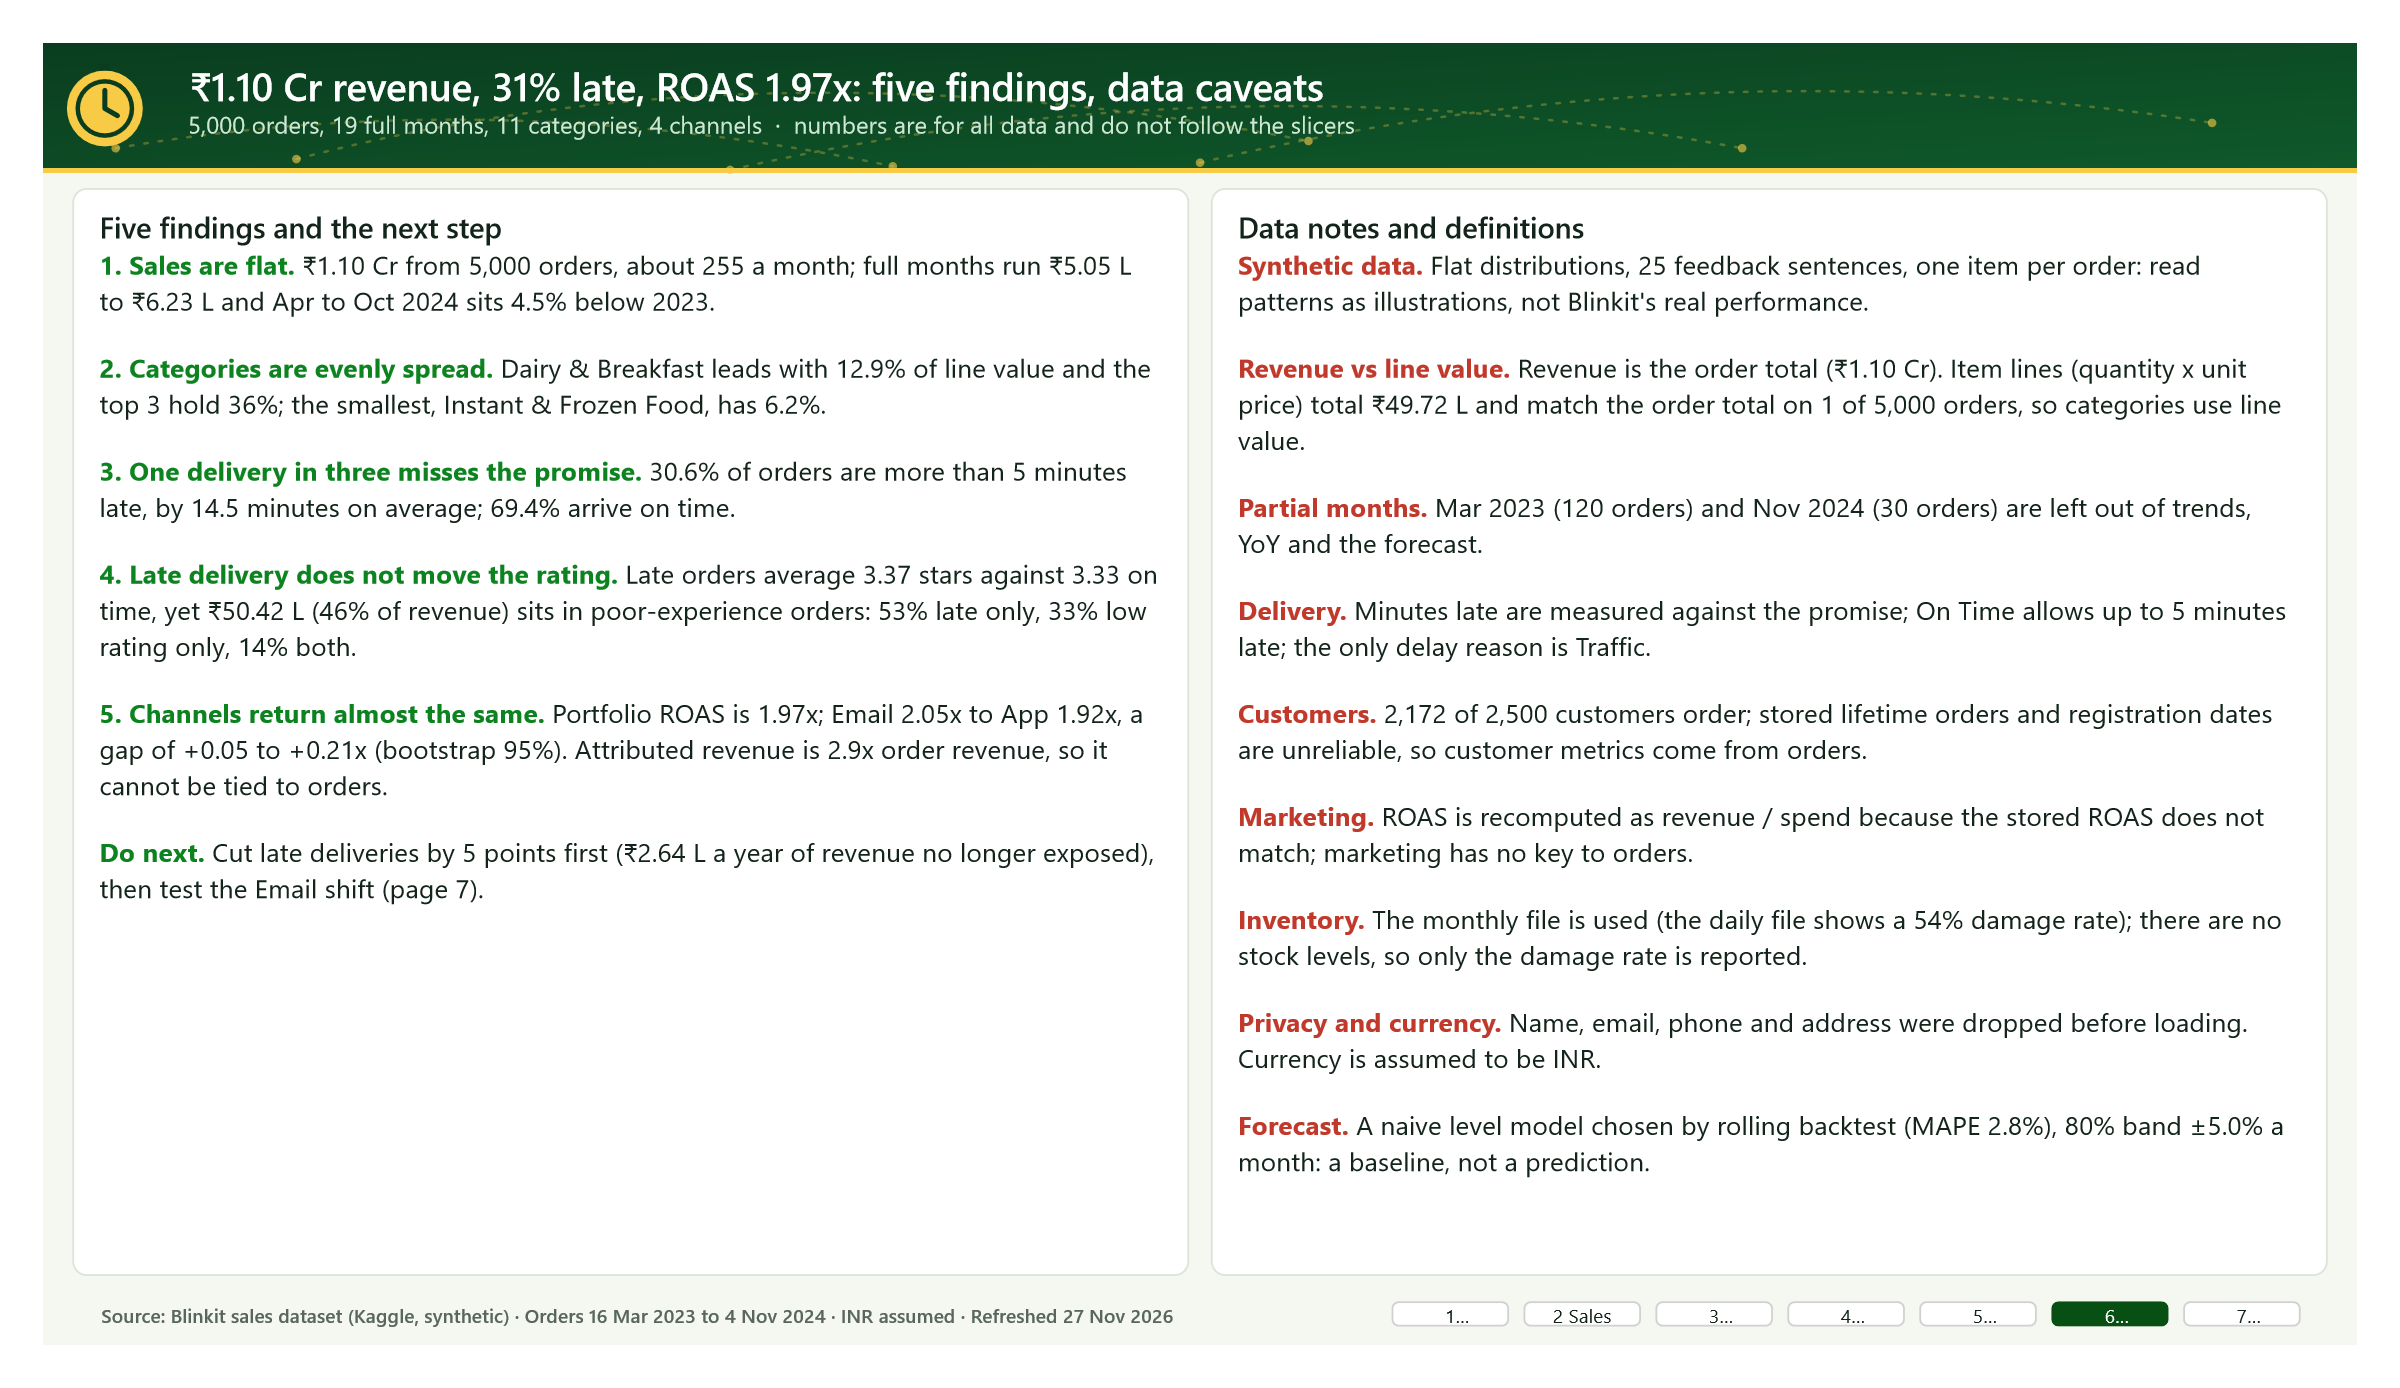 ₹1.10 Cr revenue, 31% late, ROAS 1.97x: five findings, data caveats
5,000 orders, 19 full months, 11 categories, 4 channels · numbers are for all data and do not follow the slicers
Five findings and the next step
1. Sales are flat. ₹1.10 Cr from 5,000 orders, about 255 a month; full months run ₹5.05 L
to ₹6.23 L and Apr to Oct 2024 sits 4.5% below 2023.
2. Categories are evenly spread. Dairy & Breakfast leads with 12.9% of line value and the
top 3 hold 36%; the smallest, Instant & Frozen Food, has 6.2%.
3. One delivery in three misses the promise. 30.6% of orders are more than 5 minutes
late, by 14.5 minutes on average; 69.4% arrive on time.
4. Late delivery does not move the rating. Late orders average 3.37 stars against 3.33 on
time, yet ₹50.42 L (46% of revenue) sits in poor-experience orders: 53% late only, 33% low
rating only, 14% both.
5. Channels return almost the same. Portfolio ROAS is 1.97x; Email 2.05x to App 1.92x, a
gap of +0.05 to +0.21x (bootstrap 95%). Attributed revenue is 2.9x order revenue, so it
cannot be tied to orders.
Do next. Cut late deliveries by 5 points first (₹2.64 L a year of revenue no longer exposed),
then test the Email shift (page 7).
Data notes and definitions
Synthetic data. Flat distributions, 25 feedback sentences, one item per order: read
patterns as illustrations, not Blinkit's real performance.
Revenue vs line value. Revenue is the order total (₹1.10 Cr). Item lines (quantity x unit
price) total ₹49.72 L and match the order total on 1 of 5,000 orders, so categories use line
value.
Partial months. Mar 2023 (120 orders) and Nov 2024 (30 orders) are left out of trends,
YoY and the forecast.
Delivery. Minutes late are measured against the promise; On Time allows up to 5 minutes
late; the only delay reason is Traffic.
Customers. 2,172 of 2,500 customers order; stored lifetime orders and registration dates
are unreliable, so customer metrics come from orders.
Marketing. ROAS is recomputed as revenue / spend because the stored ROAS does not
match; marketing has no key to orders.
Inventory. The monthly file is used (the daily file shows a 54% damage rate); there are no
stock levels, so only the damage rate is reported.
Privacy and currency. Name, email, phone and address were dropped before loading.
Currency is assumed to be INR.
Forecast. A naive level model chosen by rolling backtest (MAPE 2.8%), 80% band ±5.0% a
month: a baseline, not a prediction.
Source: Blinkit sales dataset (Kaggle, synthetic) · Orders 16 Mar 2023 to 4 Nov 2024 · INR assumed · Refreshed 27 Nov 2026
1... 2 Sales 3... 4... 5... 6... 7...